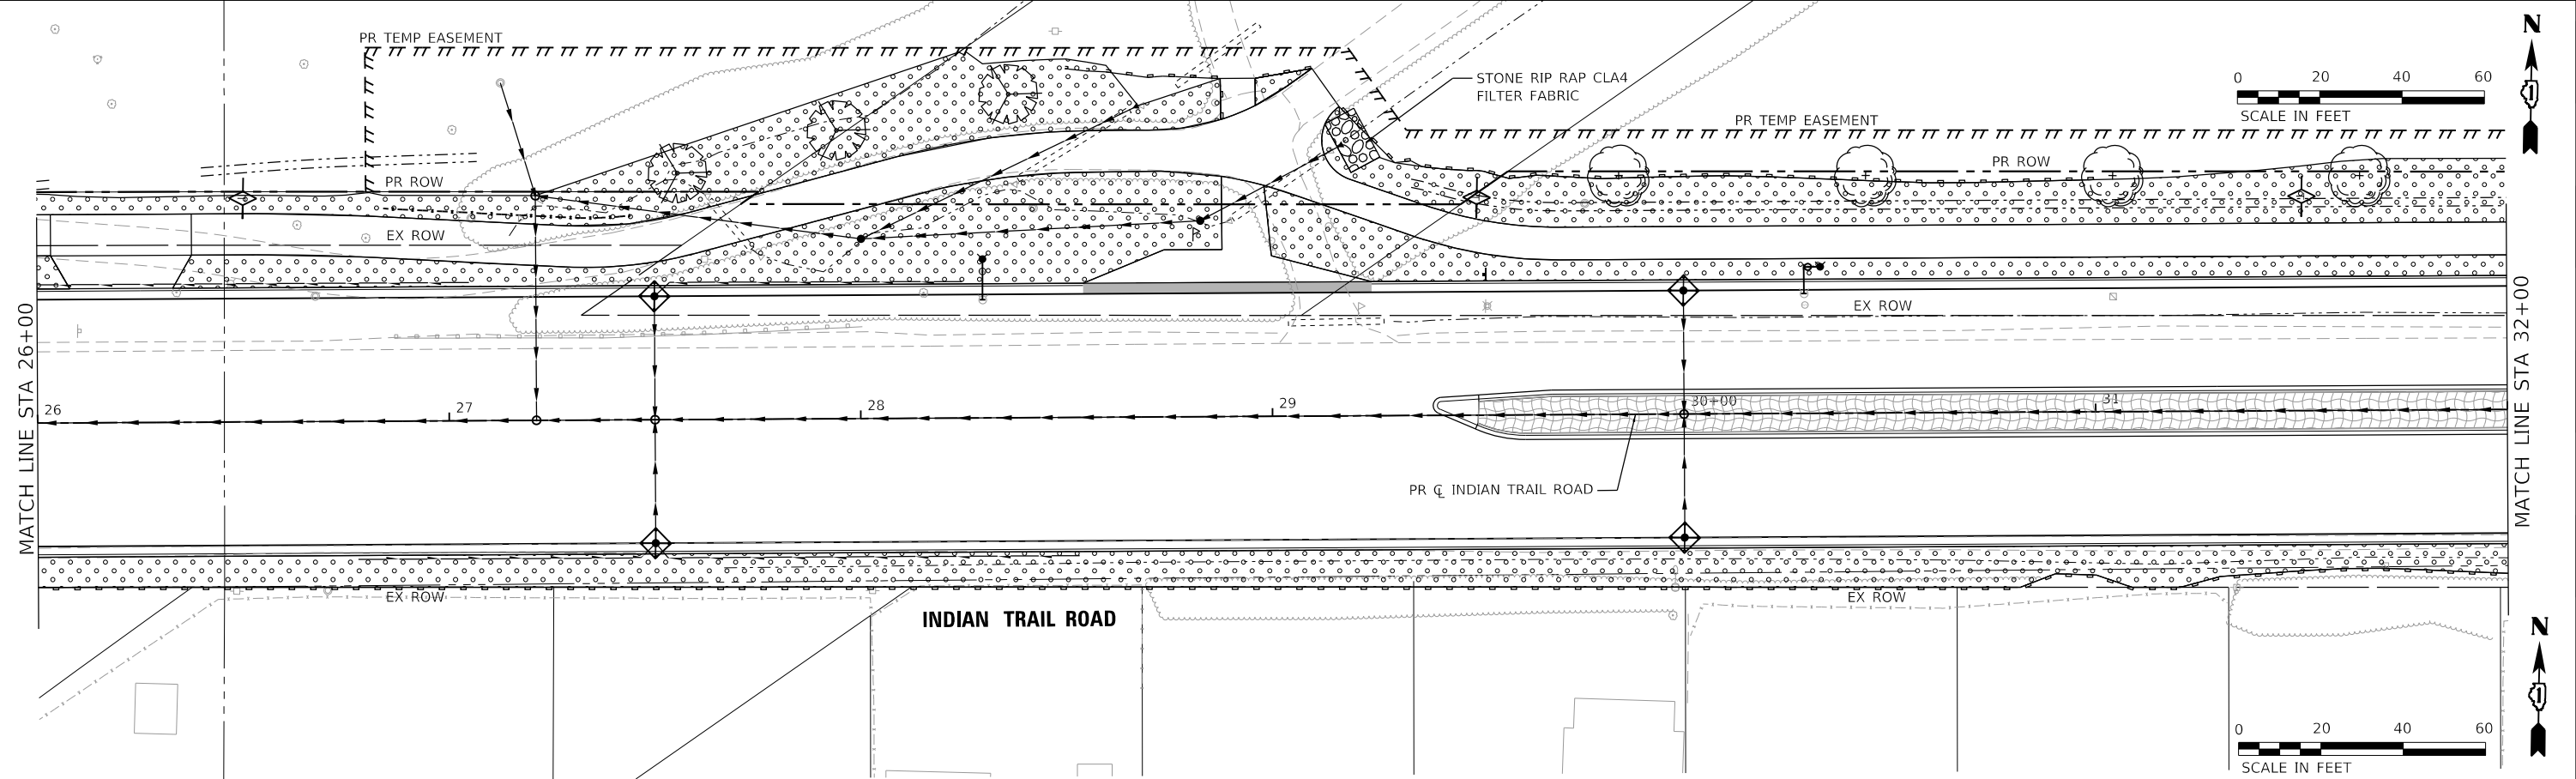 PR TEMP EASEMENT
N
0 20 40 60
SCALE IN FEET
STONE RIP RAP CLA4
FILTER FABRIC
PR TEMP EASEMENT
PR ROW
PR ROW
EX ROW
EX ROW
MATCH LINE STA 26+00
MATCH LINE STA 32+00
26
27
28
29
30+00
31
PR ℄ INDIAN TRAIL ROAD
EX ROW
EX ROW
INDIAN TRAIL ROAD
N
0 20 40 60
SCALE IN FEET